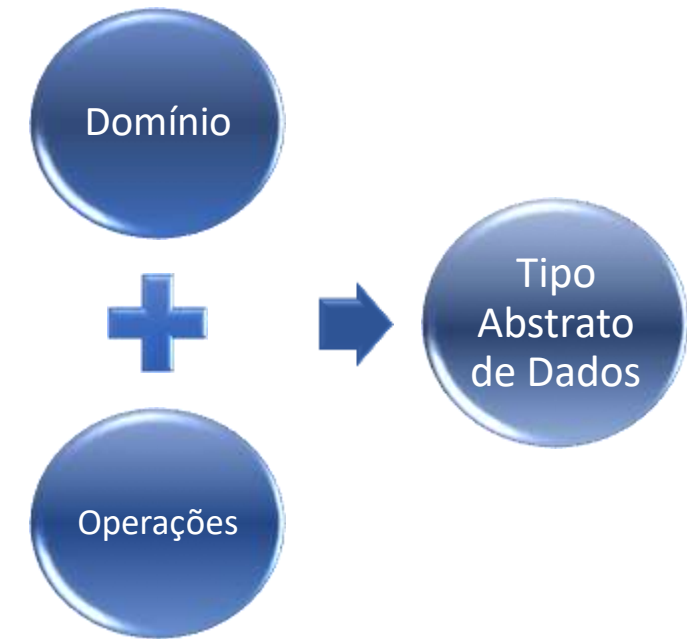 Domínio
Tipo
Abstrato
de Dados
Operações